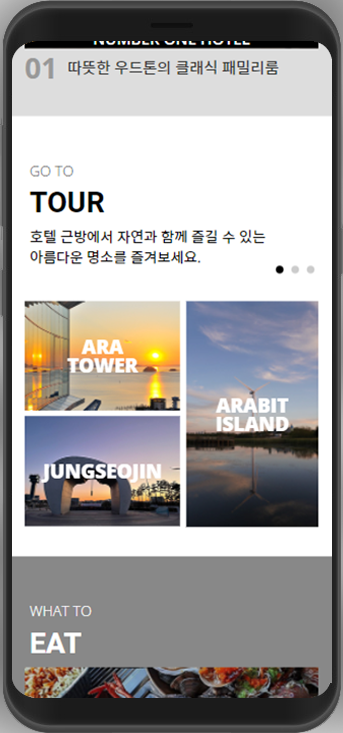 NUMBER ONE HOTEL
01 따뜻한 우드톤의 클래식 패밀리룸
GO TO
TOUR
호텔 근방에서 자연과 함께 즐길 수 있는
아름다운 명소를 즐겨보세요.
ARA
TOWER
ARABIT
ISLAND
JUNGSEOJIN
WHAT TO
EAT